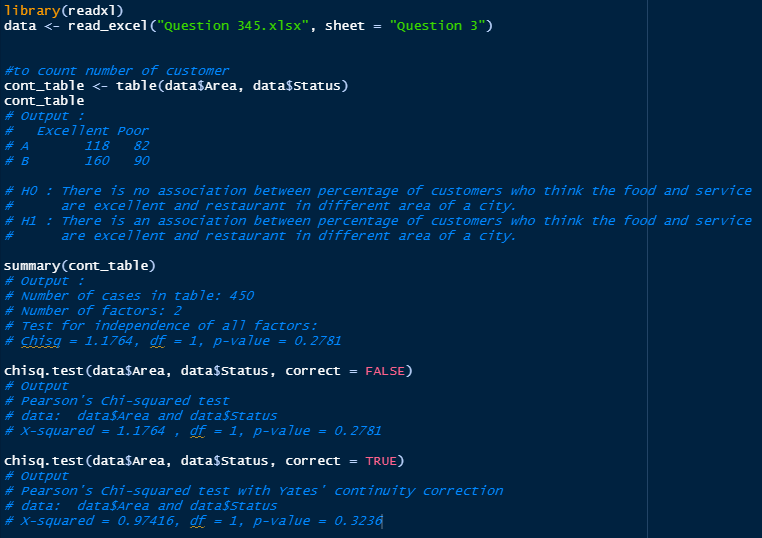 library(readxl)
data <- read_excel("Question 345.xlsx", sheet = "Question 3")
#to count number of customer
cont_table <- table(data$Area, data$Status)
cont_table
# Output :
#   Excellent Poor
# A       118   82
# B       160   90
# H0 : There is no association between percentage of customers who think the food and service
#      are excellent and restaurant in different area of a city.
# H1 : There is an association between percentage of customers who think the food and service
#      are excellent and restaurant in different area of a city.
summary(cont_table)
# Output :
# Number of cases in table: 450
# Number of factors: 2
# Test for independence of all factors:
# Chisq = 1.1764, df = 1, p-value = 0.2781
chisq.test(data$Area, data$Status, correct = FALSE)
# Output
# Pearson's Chi-squared test
# data:  data$Area and data$Status
# X-squared = 1.1764 , df = 1, p-value = 0.2781
chisq.test(data$Area, data$Status, correct = TRUE)
# Output
# Pearson's Chi-squared test with Yates' continuity correction
# data:  data$Area and data$Status
# X-squared = 0.97416, df = 1, p-value = 0.3236